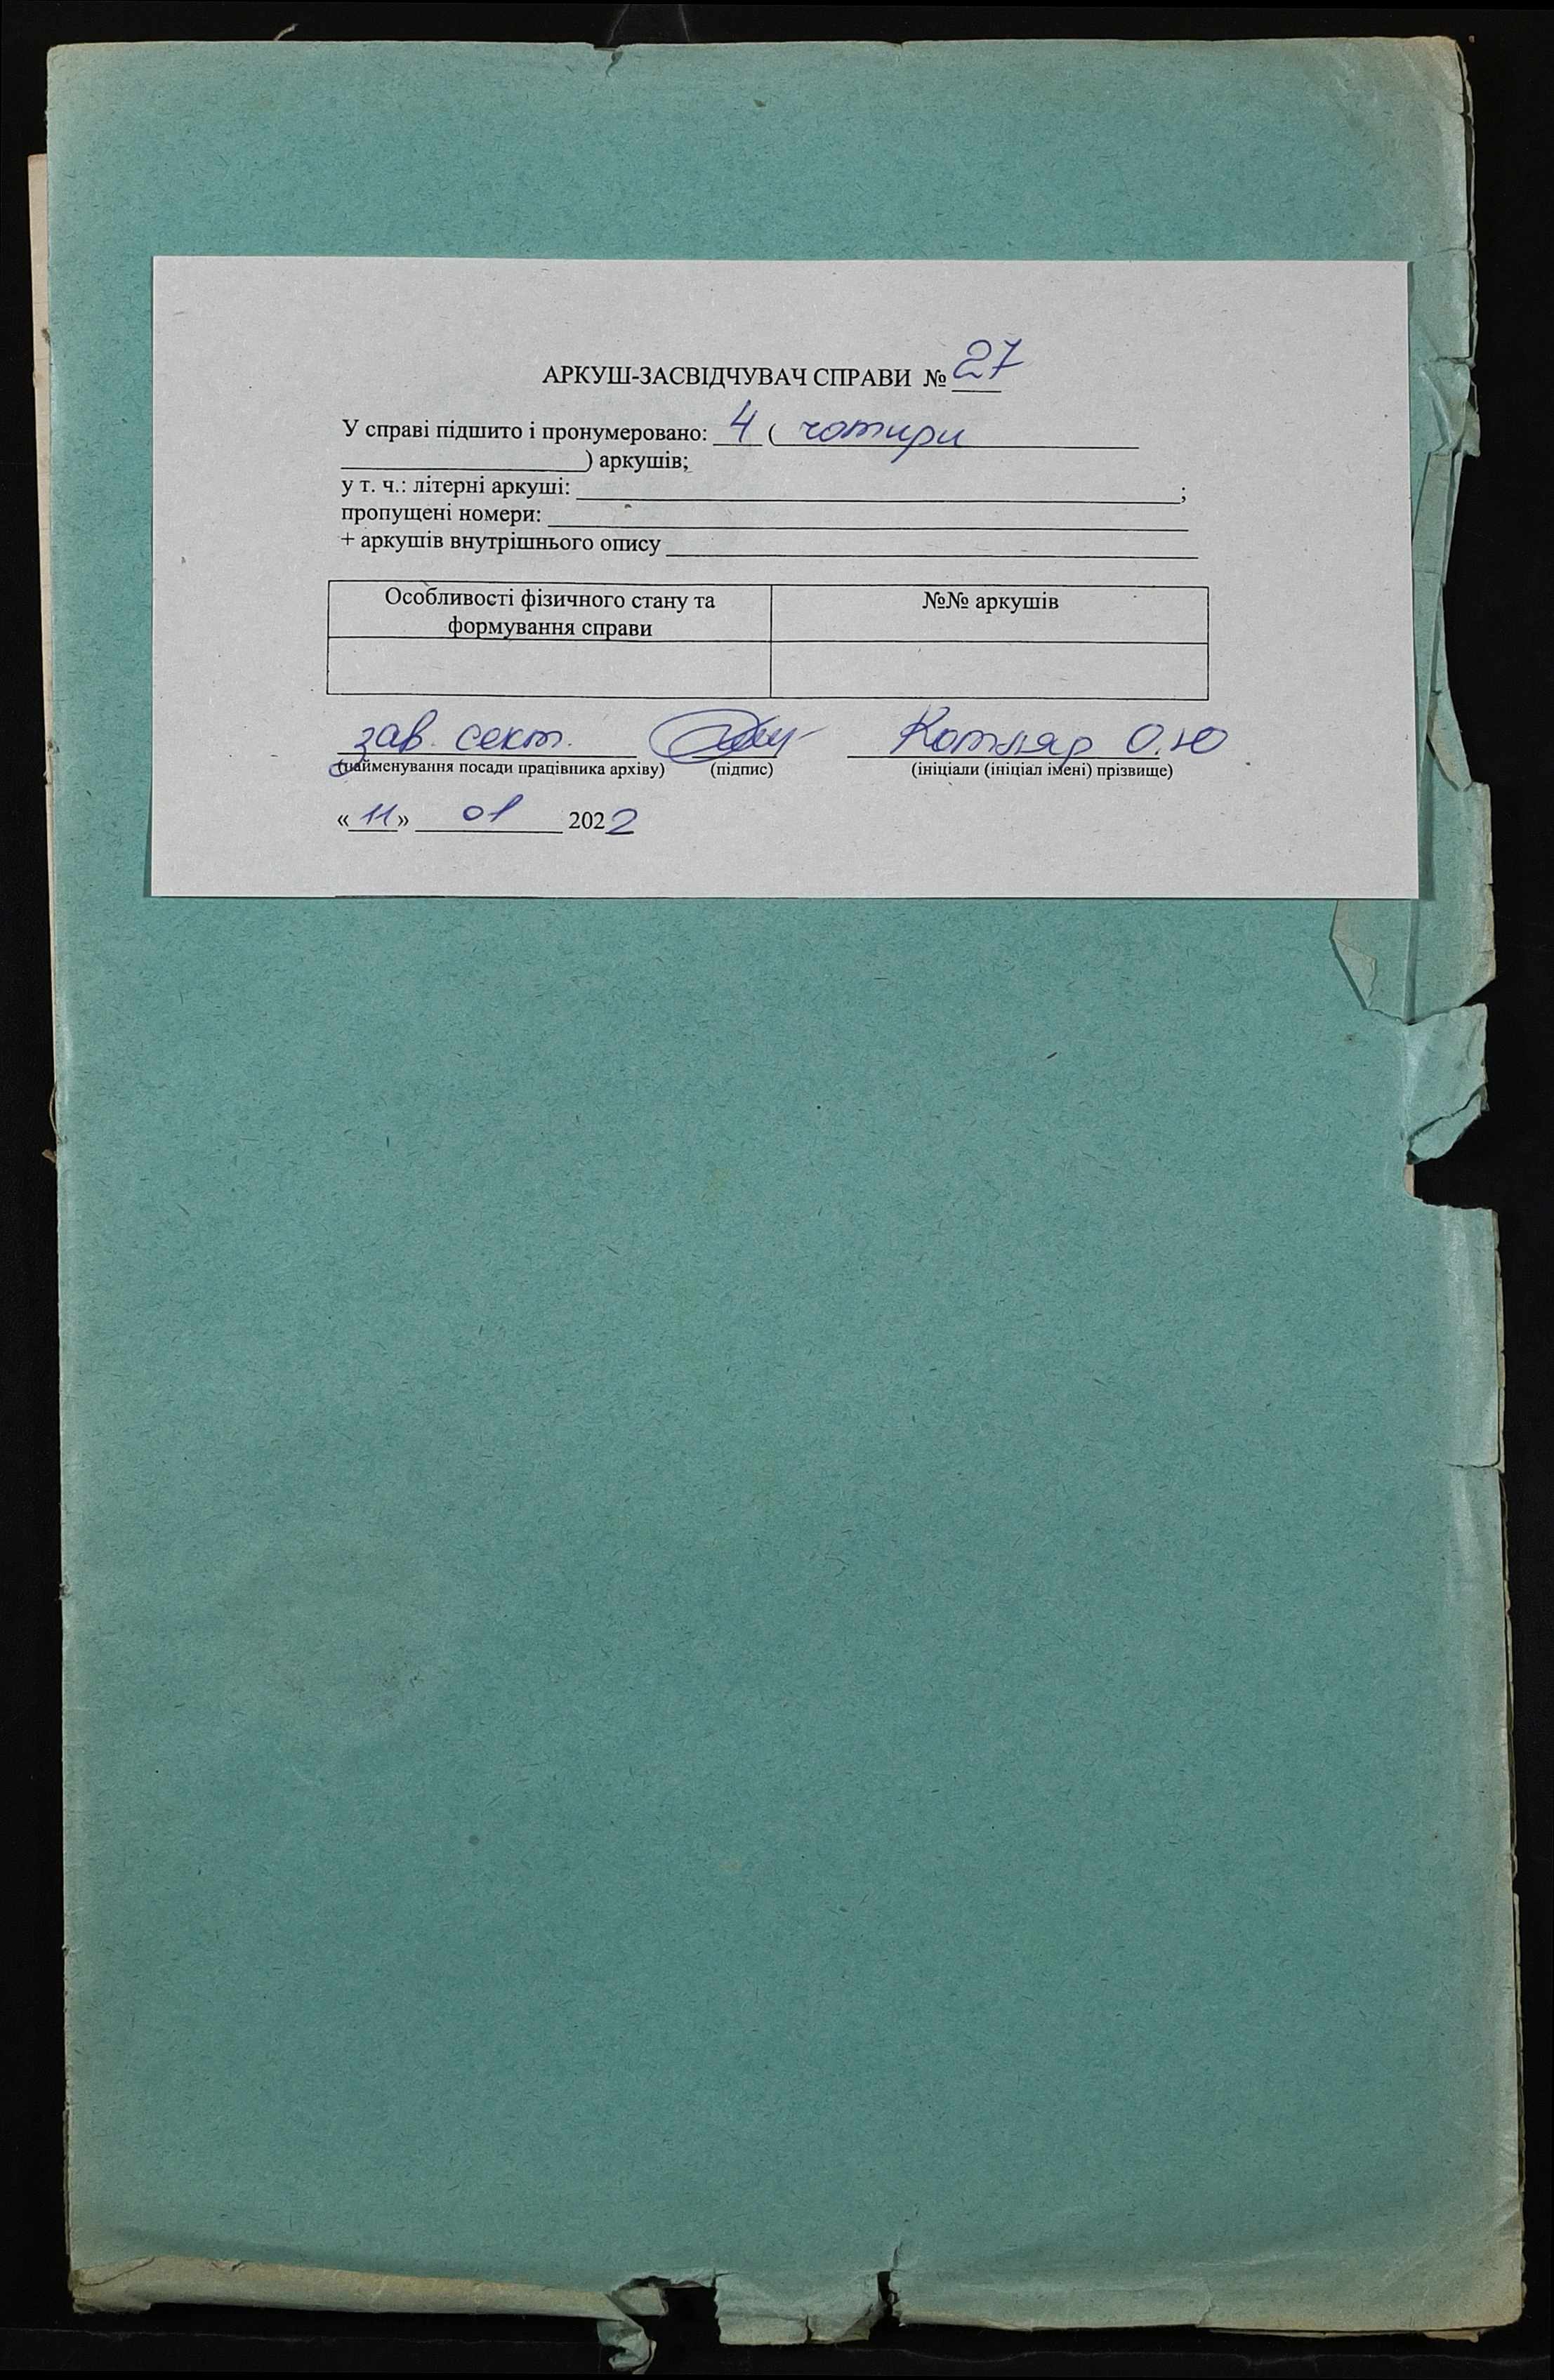 АРКУШ-ЗАСВІДЧУВАЧ СПРАВИ № 27
У справі підшито і пронумеровано: 4 ( чотири
) аркушів;
у т. ч.: літерні аркуші: ;
пропущені номери:
+ аркушів внутрішнього опису
Особливості фізичного стану та формування справи №№ аркушів
зав. сект. Котляр О.Ю
(найменування посади працівника архіву) (підпис) (ініціали (ініціал імені) прізвище)
« 11 » 01 2022